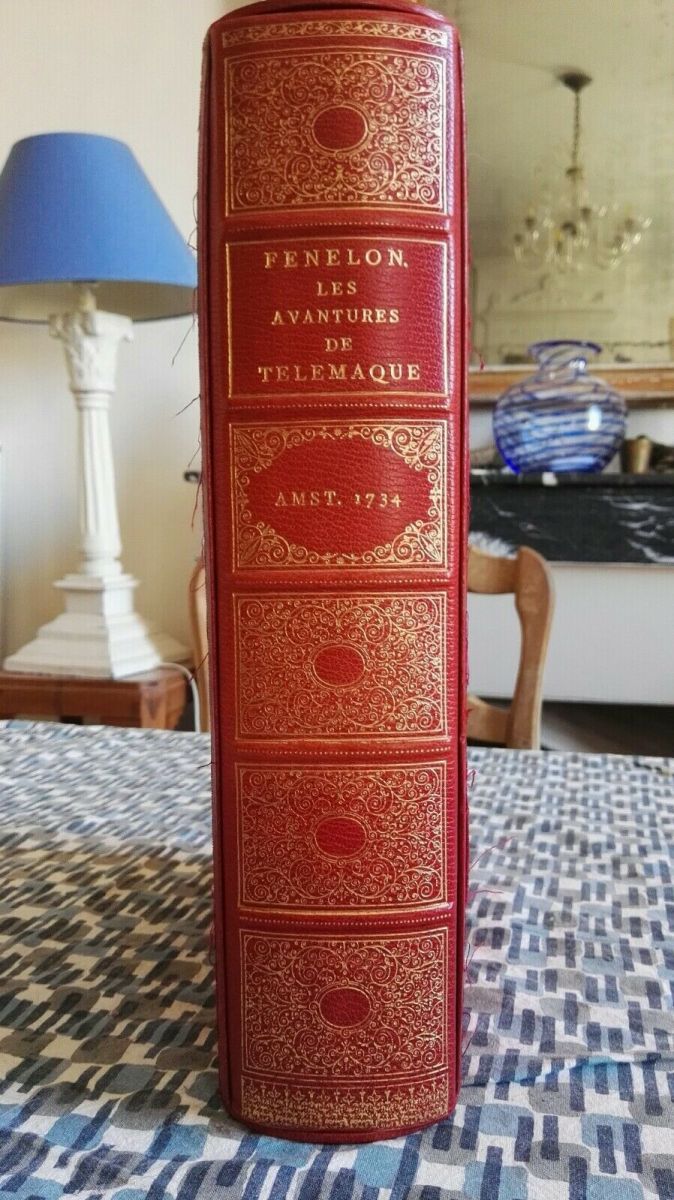 FENELON.
LES
AVANTURES
DE
TELEMAQUE
AMST. 1734